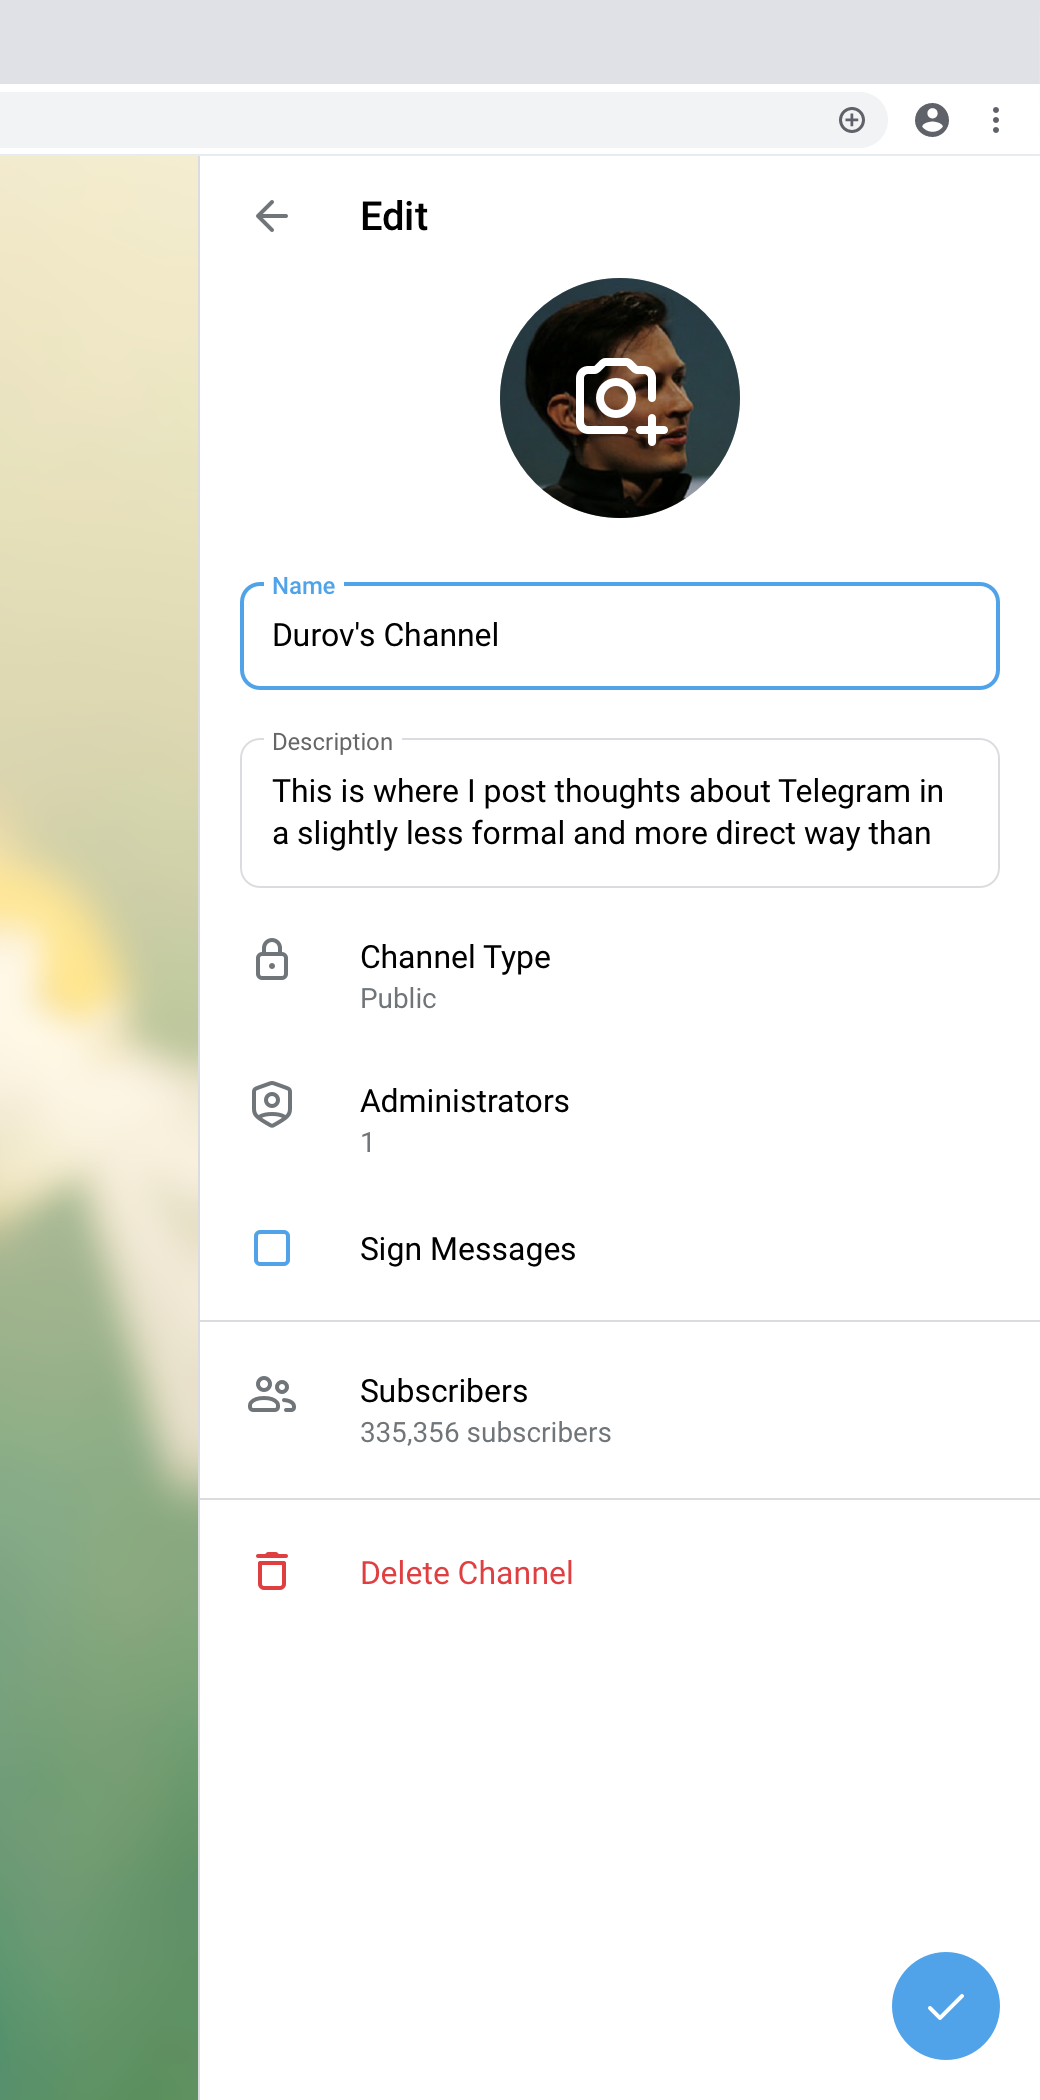 Edit
Name
Durov's Channel
Description
This is where I post thoughts about Telegram in
a slightly less formal and more direct way than
Channel Type
Public
Administrators
1
Sign Messages
Subscribers
335,356 subscribers
Delete Channel